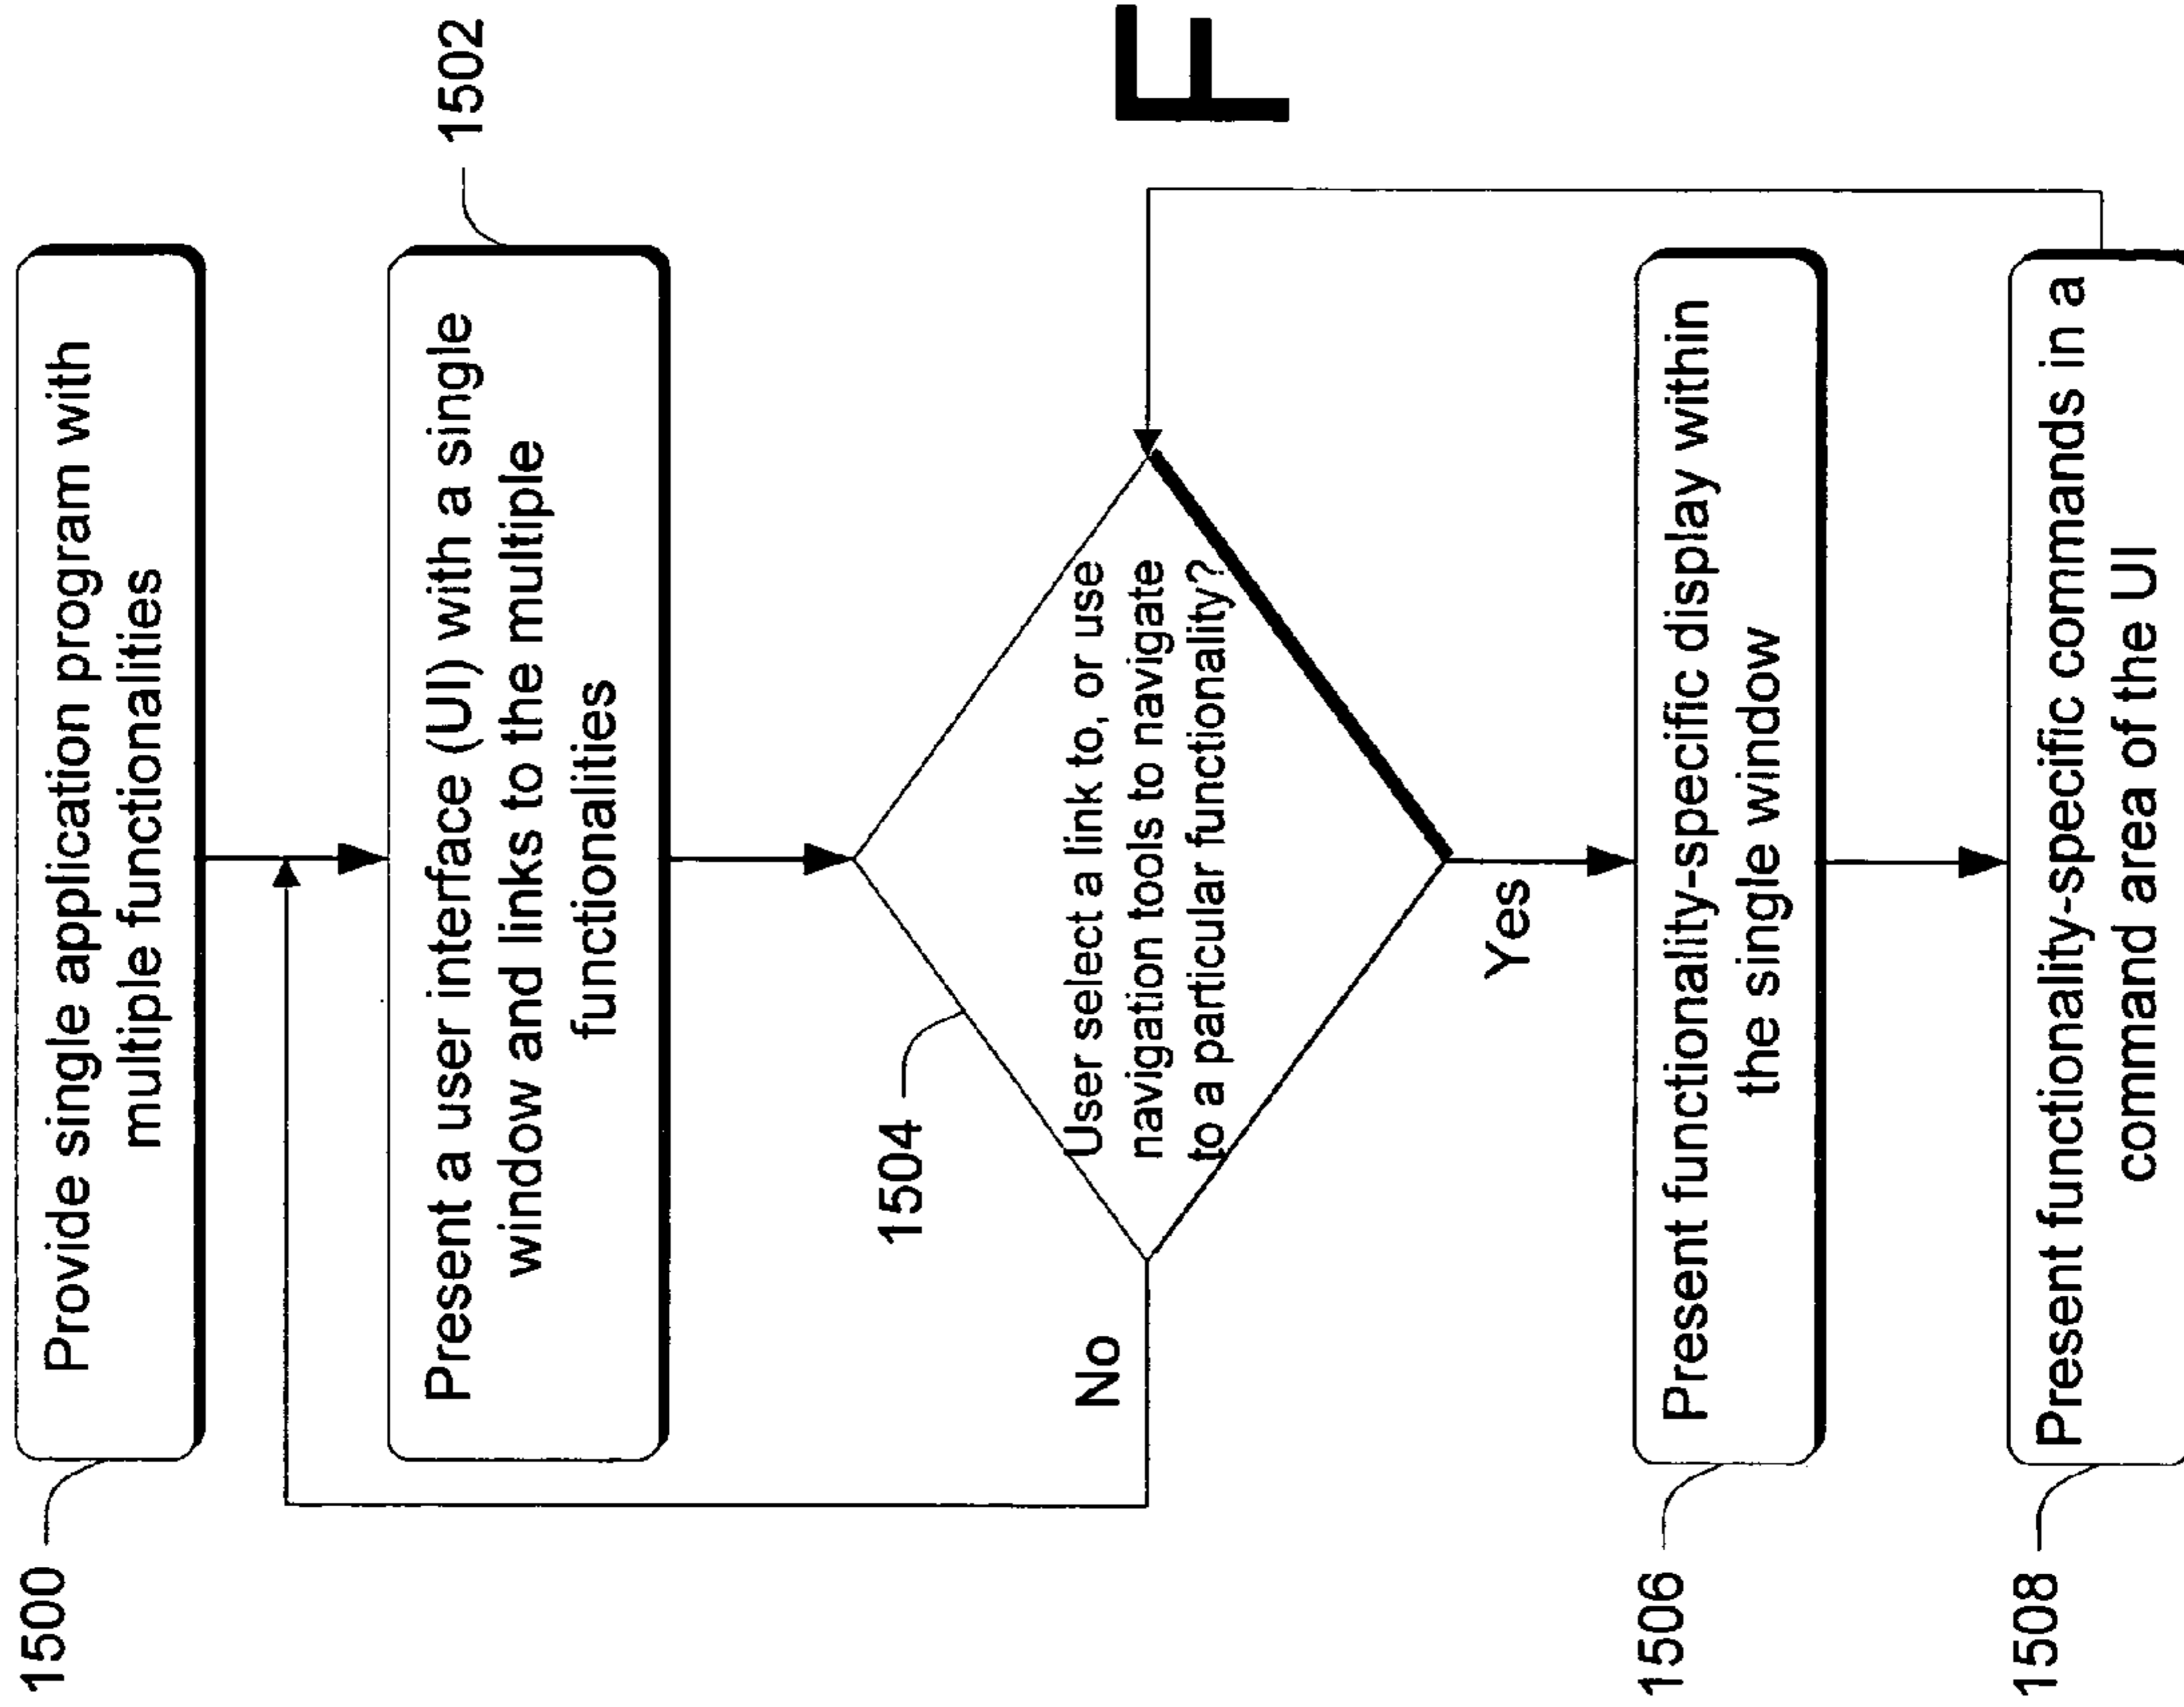 1500
Provide single application program with
multiple functionalities
1502
Present a user interface (UI) with a single
window and links to the multiple
functionalities
1504
User select a link to, or use
navigation tools to navigate
to a particular functionality?
No
Yes
F
1506
Present functionality-specific display within
the single window
1508
Present functionality-specific commands in a
command area of the UI